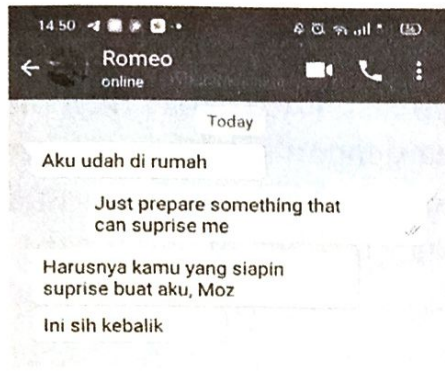 14.50
Romeo
online
Today
Aku udah di rumah
Just prepare something that
can suprise me
Harusnya kamu yang siapin
suprise buat aku, Moz
Ini sih kebalik